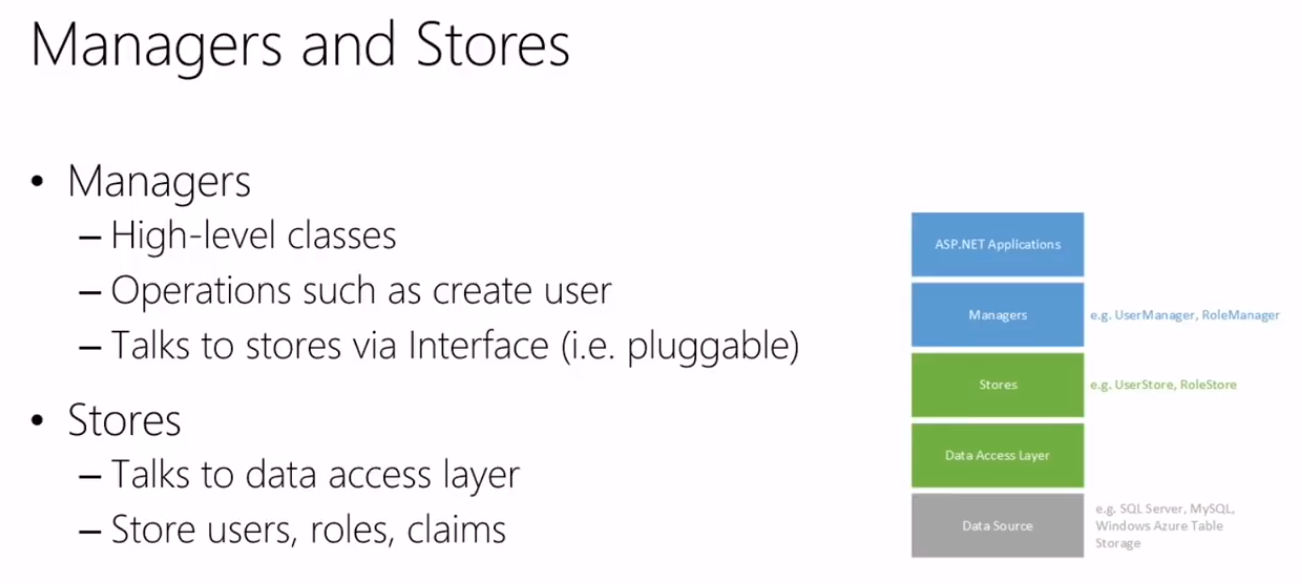 Managers and Stores
• Managers
– High-level classes
– Operations such as create user
– Talks to stores via Interface (i.e. pluggable)
• Stores
– Talks to data access layer
– Store users, roles, claims
ASP.NET Applications
Managers
e.g. UserManager, RoleManager
Stores
e.g. UserStore, RoleStore
Data Access Layer
Data Source
e.g. SQL Server, MySQL,
Windows Azure Table
Storage